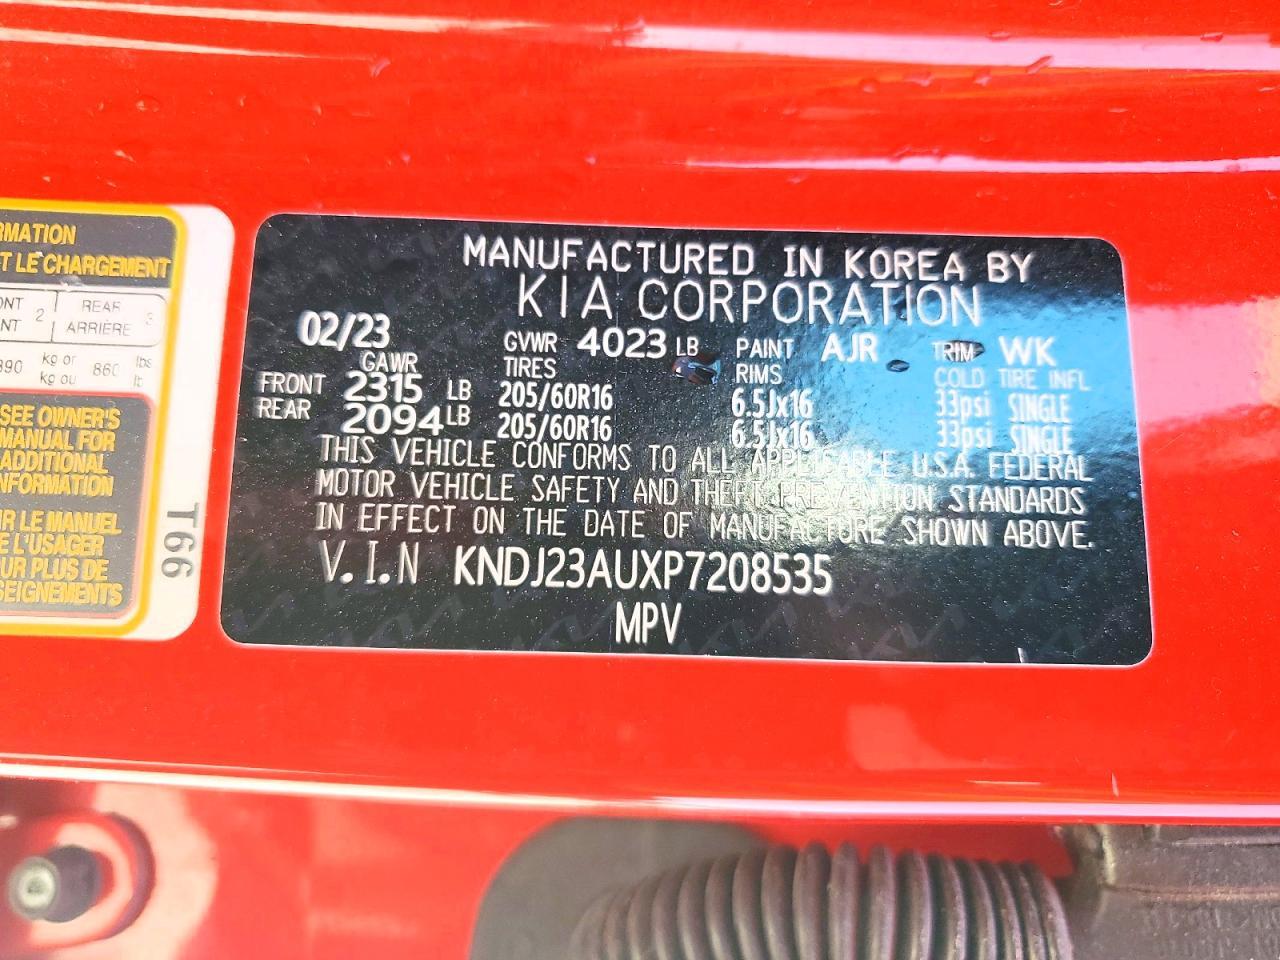 RMATION
T LE CHARGEMENT
ONT 2 REAR 3
NT ARRIÈRE
890 kg or 860 lbs
kg ou lb
SEE OWNER'S
MANUAL FOR
ADDITIONAL
NFORMATION
IR LE MANUEL
E L'USAGER
UR PLUS DE
SEIGNEMENTS
T66
MANUFACTURED IN KOREA BY
KIA CORPORATION
02/23 GVWR 4023 LB PAINT AJR TRIM WK
GAWR TIRES RIMS COLD TIRE INFL
FRONT 2315 LB 205/60R16 6.5Jx16 33psi SINGLE
REAR 2094 LB 205/60R16 6.5Jx16 33psi SINGLE
THIS VEHICLE CONFORMS TO ALL APPLICABLE U.S.A. FEDERAL
MOTOR VEHICLE SAFETY AND THEFT PREVENTION STANDARDS
IN EFFECT ON THE DATE OF MANUFACTURE SHOWN ABOVE.
V.I.N KNDJ23AUXP7208535
MPV